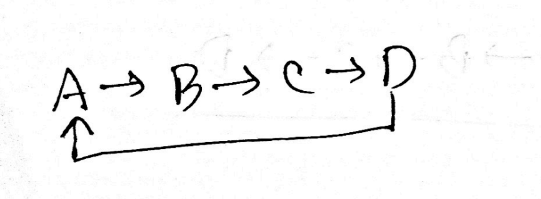 A → B → C → D